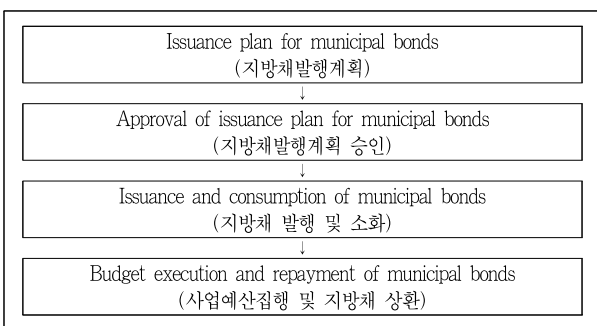 Issuance plan for municipal bonds
(지방채발행계획)
↓
Approval of issuance plan for municipal bonds
(지방채발행계획 승인)
↓
Issuance and consumption of municipal bonds
(지방채 발행 및 소화)
↓
Budget execution and repayment of municipal bonds
(사업예산집행 및 지방채 상환)